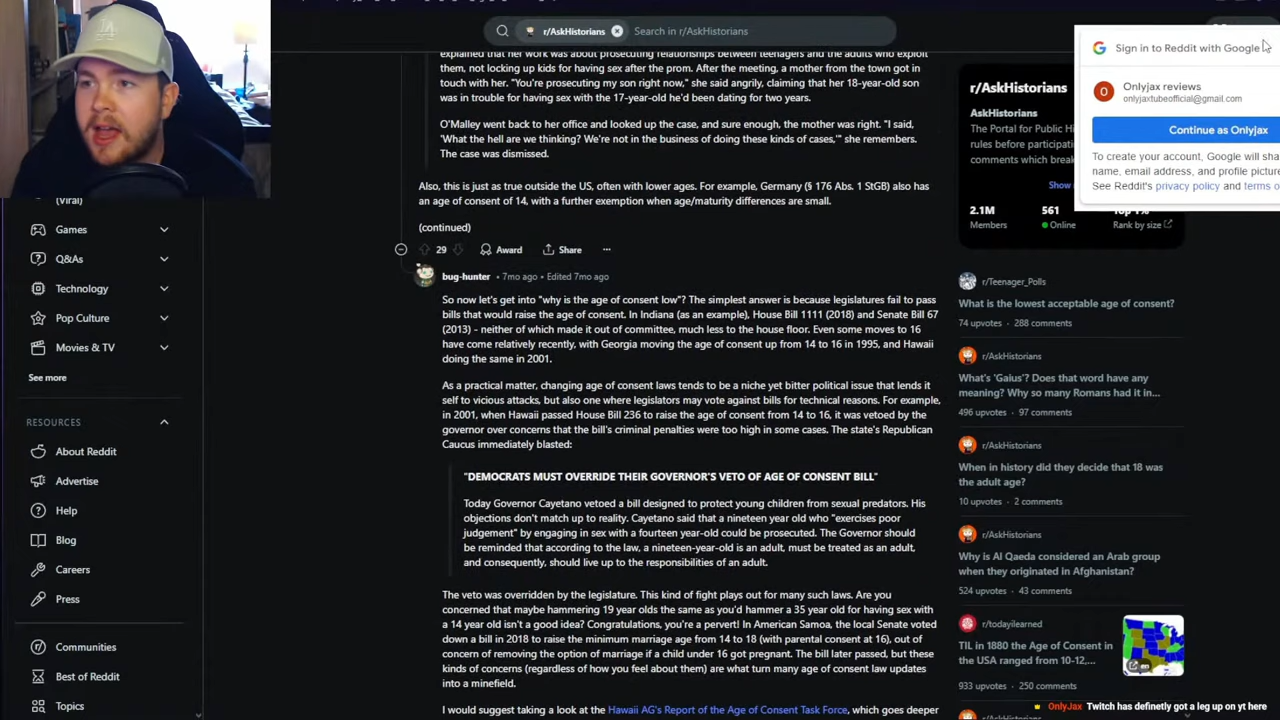 r/AskHistorians
Search in r/AskHistorians
explained that her work was about prosecuting relationships between teenagers and the adults who exploit
them, not locking up kids for having sex after the prom. After the meeting, a mother from the town got in
touch with her. "You're prosecuting my son right now," she said angrily, claiming that her 18-year-old son
was in trouble for having sex with the 17-year-old he'd been dating for two years.
O'Malley went back to her office and looked up the case, and sure enough, the mother was right. "I said,
'What the hell are we thinking? We're not in the business of doing these kinds of cases,'" she remembers.
The case was dismissed.
Also, this is just as true outside the US, often with lower ages. For example, Germany (§ 176 Abs. 1 StGB) also has
an age of consent of 14, with a further exemption when age/maturity differences are small.
(continued)
29
Award
Share
bug-hunter • 7mo ago • Edited 7mo ago
So now let's get into "why is the age of consent low"? The simplest answer is because legislatures fail to pass
bills that would raise the age of consent. In Indiana (as an example), House Bill 1111 (2018) and Senate Bill 67
(2013) - neither of which made it out of committee, much less to the house floor. Even some moves to 16
have come relatively recently, with Georgia moving the age of consent up from 14 to 16 in 1995, and Hawaii
doing the same in 2001.
As a practical matter, changing age of consent laws tends to be a niche yet bitter political issue that lends it
self to vicious attacks, but also one where legislators may vote against bills for technical reasons. For example,
in 2001, when Hawaii passed House Bill 236 to raise the age of consent from 14 to 16, it was vetoed by the
governor over concerns that the bill's criminal penalties were too high in some cases. The state's Republican
Caucus immediately blasted:
"DEMOCRATS MUST OVERRIDE THEIR GOVERNOR'S VETO OF AGE OF CONSENT BILL"
Today Governor Cayetano vetoed a bill designed to protect young children from sexual predators. His
objections don't match up to reality. Cayetano said that a nineteen year old who "exercises poor
judgement" by engaging in sex with a fourteen year-old could be prosecuted. The Governor should
be reminded that according to the law, a nineteen-year-old is an adult, must be treated as an adult,
and consequently, should live up to the responsibilities of an adult.
The veto was overridden by the legislature. This kind of fight plays out for many such laws. Are you
concerned that maybe hammering 19 year olds the same as you'd hammer a 35 year old for having sex with
a 14 year old isn't a good idea? Congratulations, you're a pervert! In American Samoa, the local Senate voted
down a bill in 2018 to raise the minimum marriage age from 14 to 18 (with parental consent at 16), out of
concern of removing the option of marriage if a child under 16 got pregnant. The bill later passed, but these
kinds of concerns (regardless of how you feel about them) are what turn many age of consent law updates
into a minefield.
I would suggest taking a look at the Hawaii AG's Report of the Age of Consent Task Force, which goes deeper
(Viral)
Games
Q&As
Technology
Pop Culture
Movies & TV
See more
RESOURCES
About Reddit
Advertise
Help
Blog
Careers
Press
Communities
Best of Reddit
Topics
r/AskHistorians
AskHistorians
The Portal for Public Hi
rules before participati
comments which break
Show
2.1M
Members
561
Online
Top 1%
Rank by size
Sign in to Reddit with Google
O
Onlyjax reviews
onlyjaxtubeofficial@gmail.com
Continue as Onlyjax
To create your account, Google will sha
name, email address, and profile picture
See Reddit's privacy policy and terms o
r/Teenager_Polls
What is the lowest acceptable age of consent?
74 upvotes • 288 comments
r/AskHistorians
What's 'Gaius'? Does that word have any
meaning? Why so many Romans had it in...
496 upvotes • 97 comments
r/AskHistorians
When in history did they decide that 18 was
the adult age?
10 upvotes • 2 comments
r/AskHistorians
Why is Al Qaeda considered an Arab group
when they originated in Afghanistan?
524 upvotes • 43 comments
r/todayilearned
TIL in 1880 the Age of Consent in
the USA ranged from 10-12,...
933 upvotes • 250 comments
OnlyJax Twitch has definetly got a leg up on yt here